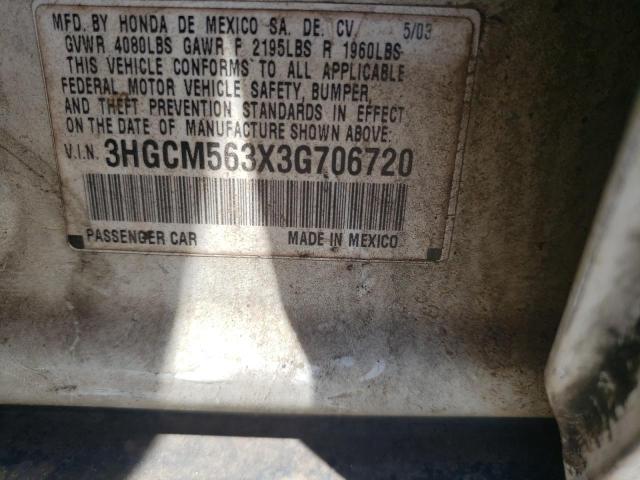 MFD. BY HONDA DE MEXICO SA. DE. CV 5/03
GVWR 4080LBS GAWR F 2195LBS R 1960LBS
THIS VEHICLE CONFORMS TO ALL APPLICABLE
FEDERAL MOTOR VEHICLE SAFETY, BUMPER,
AND THEFT PREVENTION STANDARDS IN EFFECT
ON THE DATE OF MANUFACTURE SHOWN ABOVE.
V.I.N. 3HGCM563X3G706720
PASSENGER CAR MADE IN MEXICO